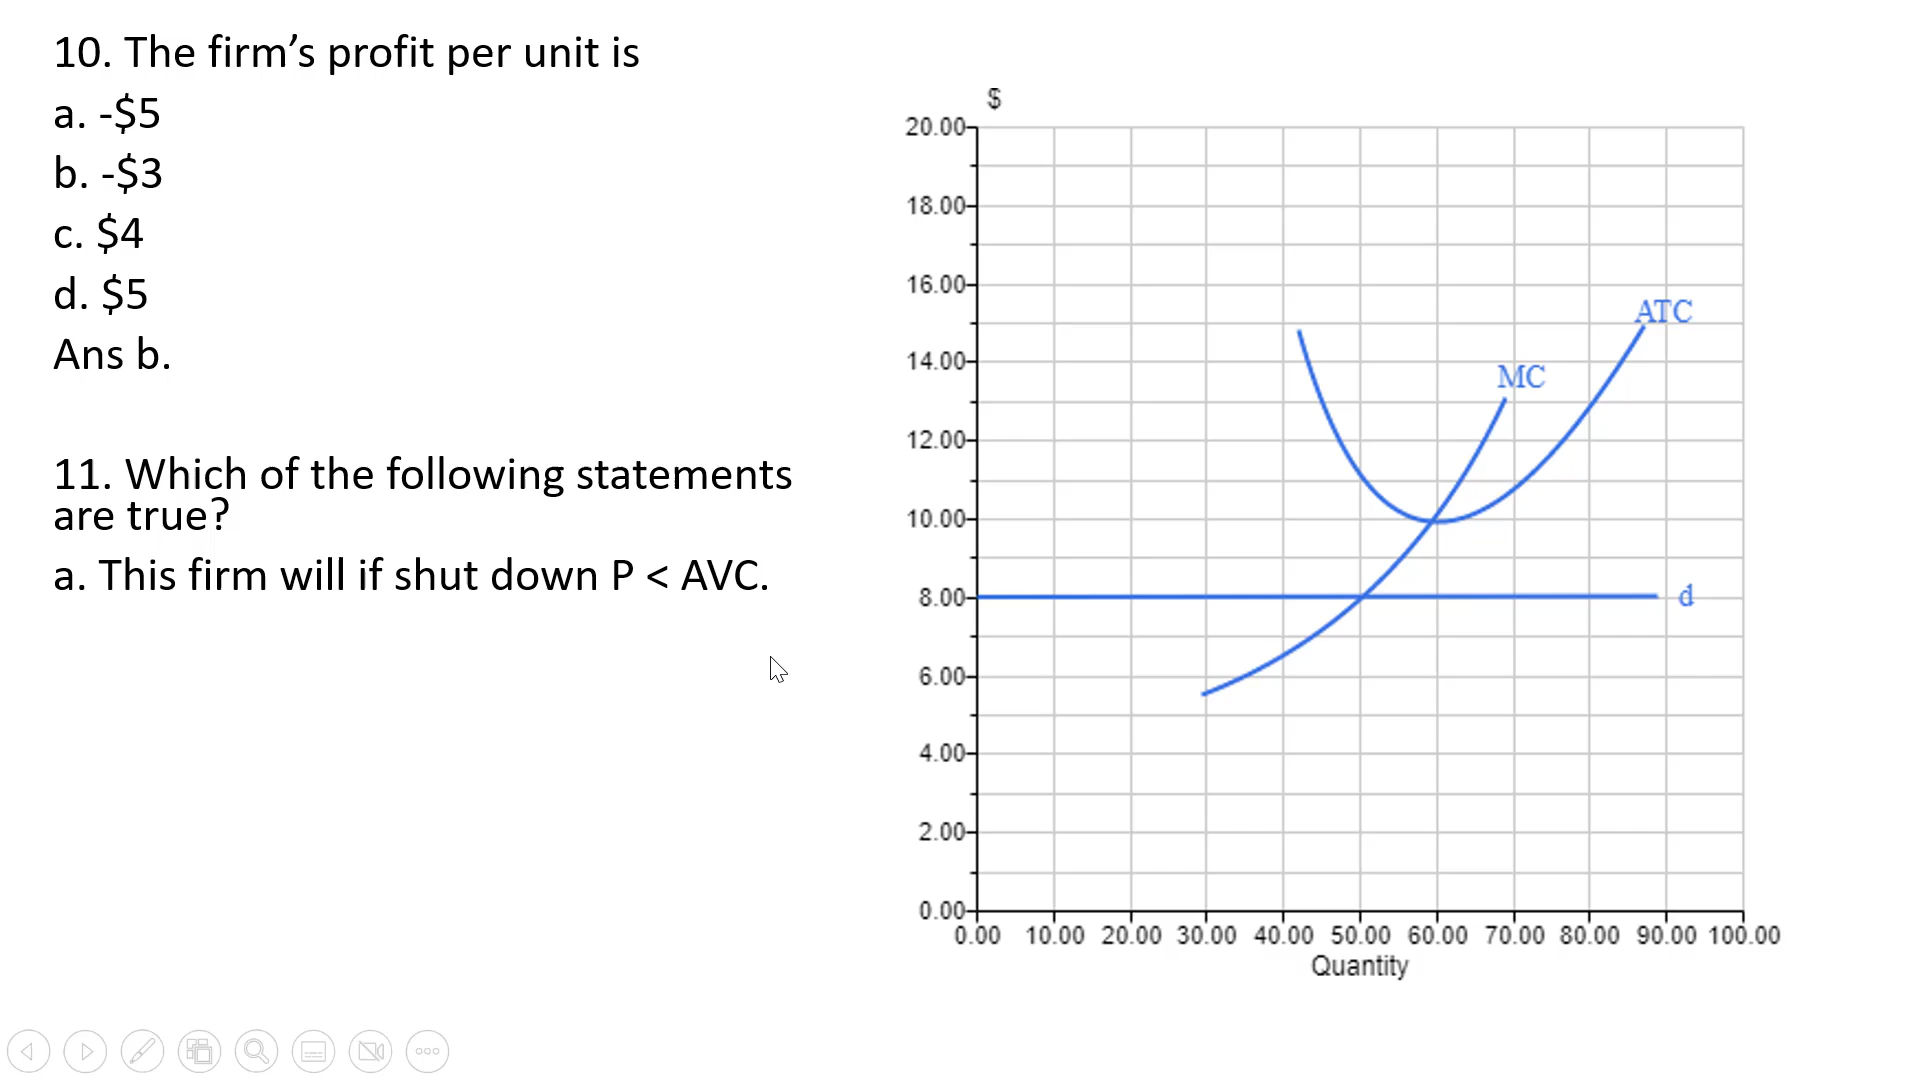 10. The firm’s profit per unit is
a. -$5
b. -$3
c. $4
d. $5
Ans b.
11. Which of the following statements
are true?
a. This firm will if shut down P < AVC.
$
20.00
18.00
16.00
14.00
12.00
10.00
8.00
6.00
4.00
2.00
0.00
ATC
MC
d
0.00 10.00 20.00 30.00 40.00 50.00 60.00 70.00 80.00 90.00 100.00
Quantity